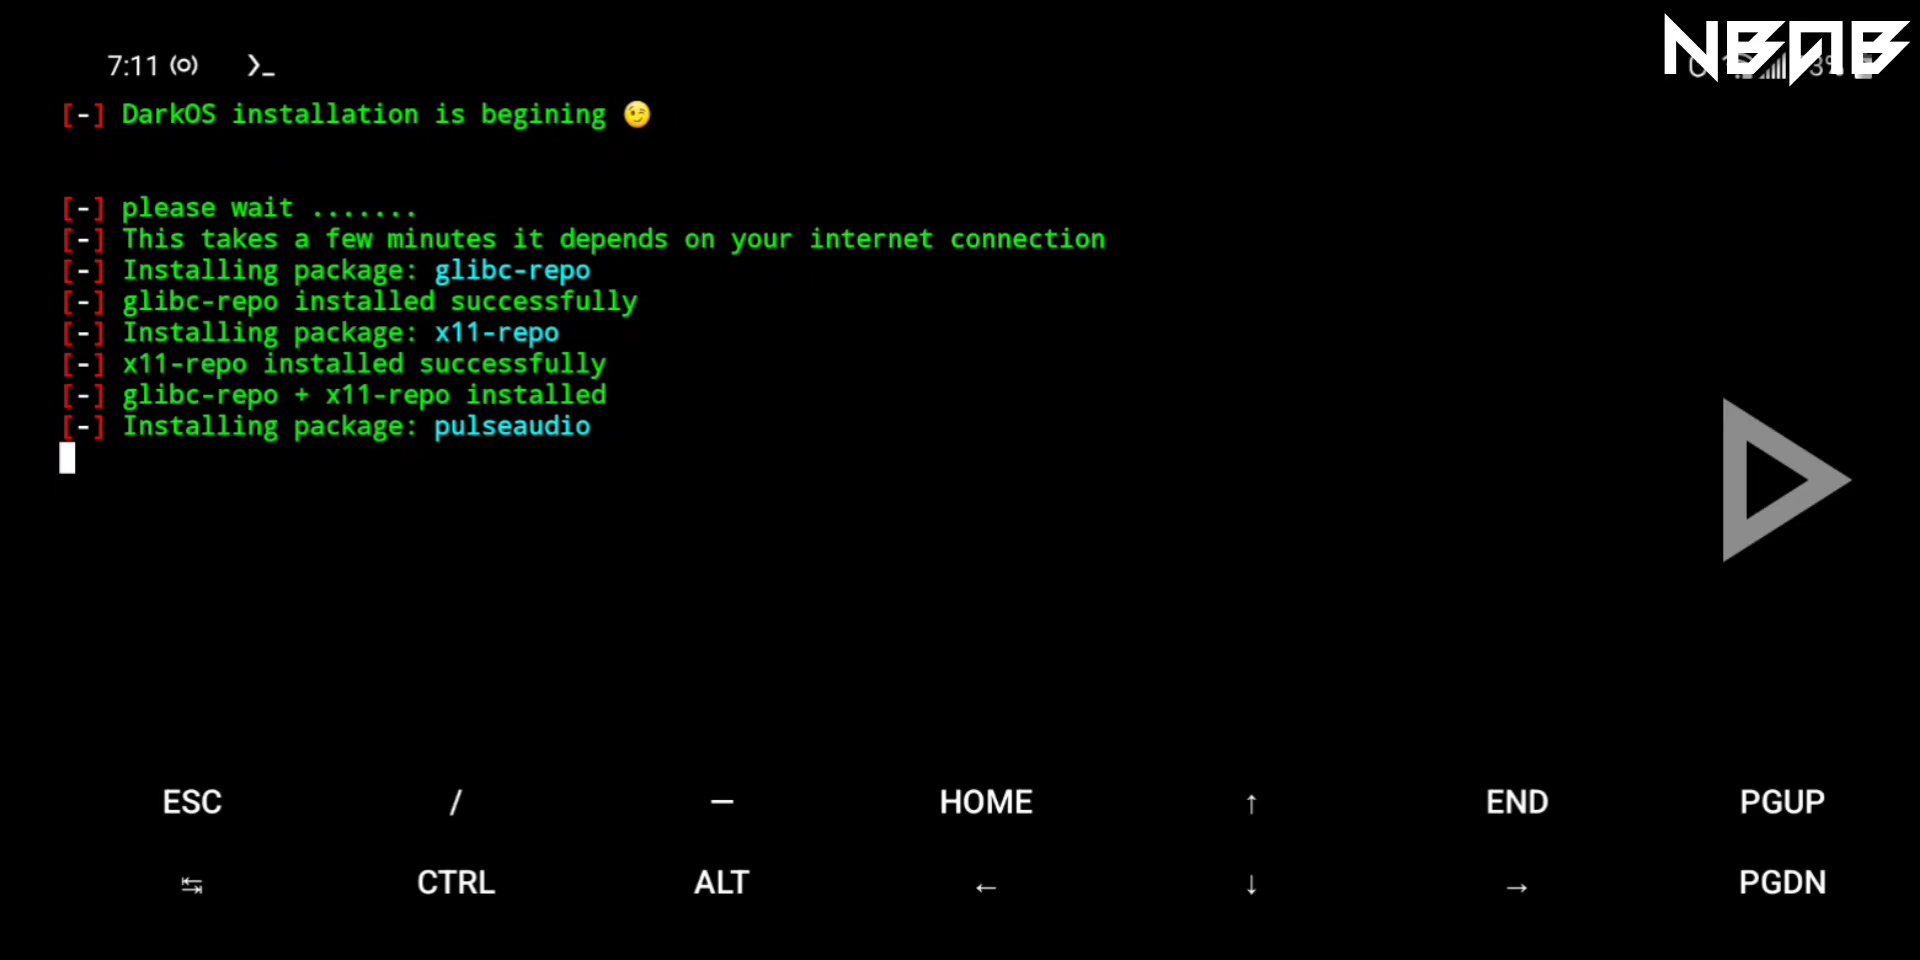 7:11
NBAB
[-] DarkOS installation is begining 😉
[-] please wait .......
[-] This takes a few minutes it depends on your internet connection
[-] Installing package: glibc-repo
[-] glibc-repo installed successfully
[-] Installing package: x11-repo
[-] x11-repo installed successfully
[-] glibc-repo + x11-repo installed
[-] Installing package: pulseaudio
ESC / — HOME ↑ END PGUP
↹ CTRL ALT ← ↓ → PGDN